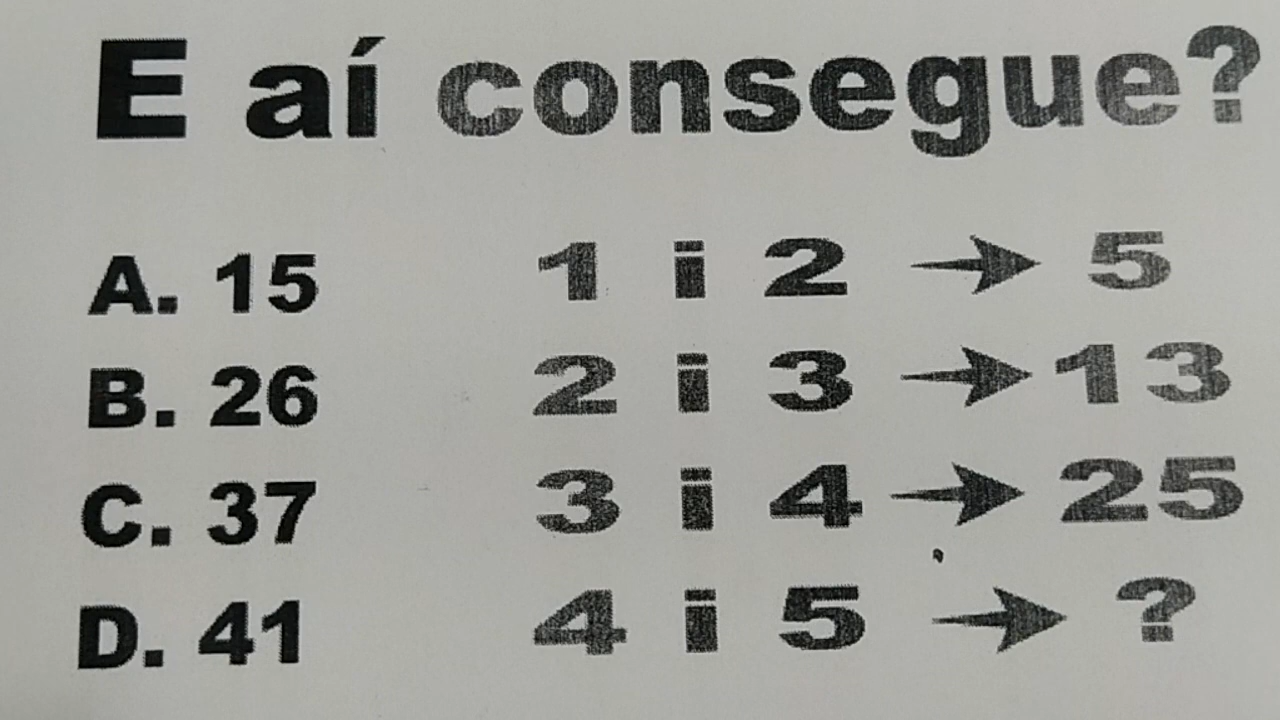 E aí consegue?
A. 15 1 i 2 → 5
B. 26 2 i 3 → 13
C. 37 3 i 4 → 25
D. 41 4 i 5 → ?